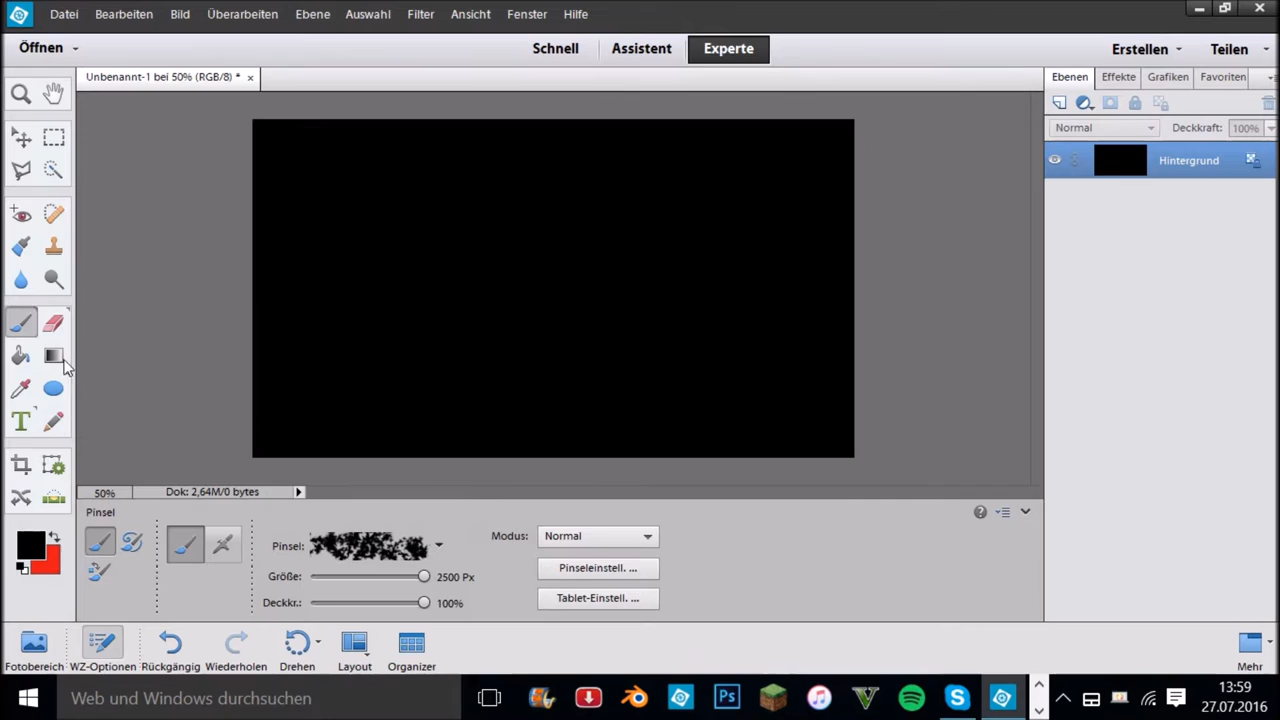 Datei Bearbeiten Bild Überarbeiten Ebene Auswahl Filter Ansicht Fenster Hilfe
Öffnen Schnell Assistent Experte Erstellen Teilen
Unbenannt-1 bei 50% (RGB/8) * × Ebenen Effekte Grafiken Favoriten
Normal Deckkraft: 100%
Hintergrund
T
50% Dok: 2,64M/0 bytes
Pinsel
Pinsel: Modus: Normal
Pinseleinstell. ...
Größe: 2500 Px
Tablet-Einstell. ...
Deckkr.: 100%
Fotobereich WZ-Optionen Rückgängig Wiederholen Drehen Layout Organizer Mehr
Web und Windows durchsuchen Ps 13:59
27.07.2016